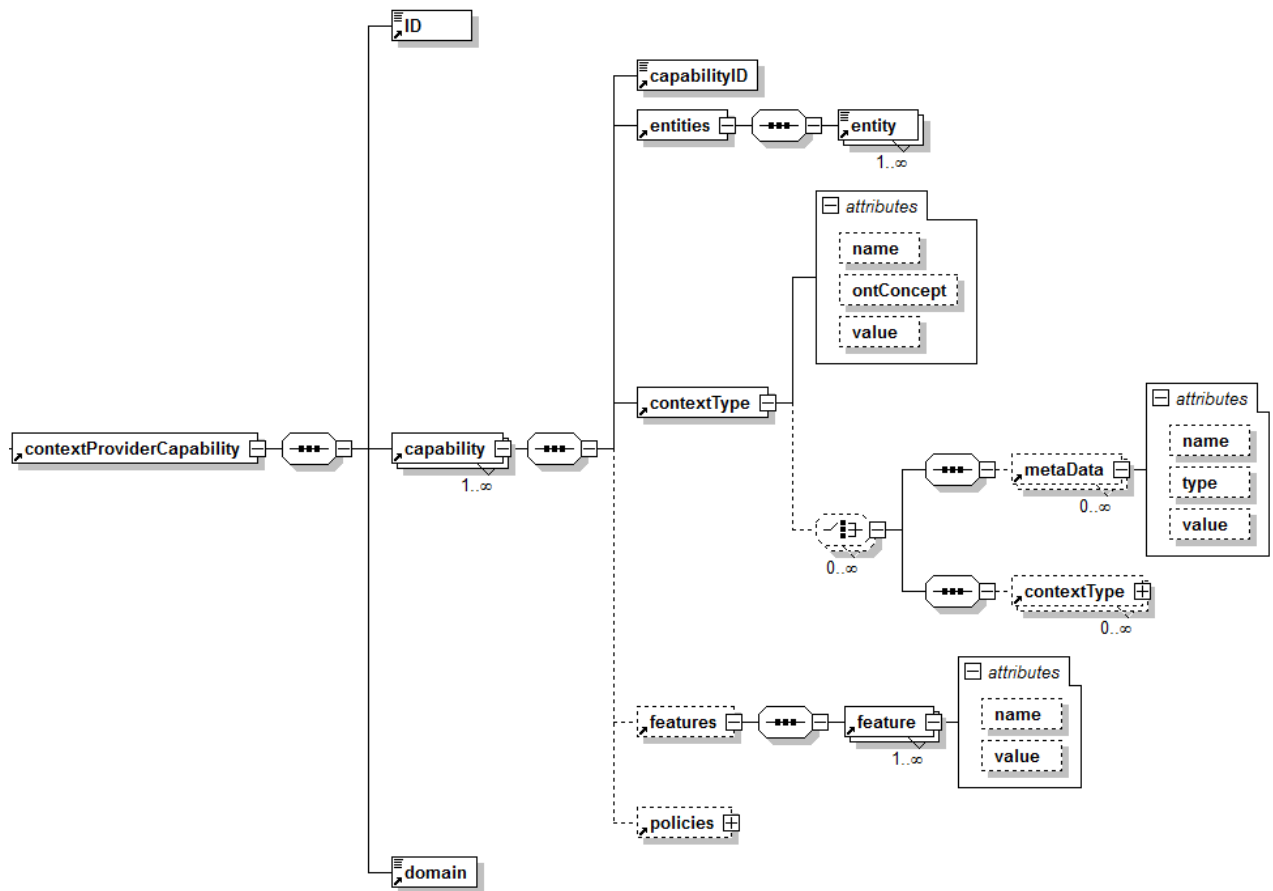 ID
capabilityID
entities
entity
1..∞
attributes
name
ontConcept
value
contextType
attributes
name
type
value
contextProviderCapability
capability
1..∞
metaData
0..∞
0..∞
contextType
0..∞
attributes
name
value
features
feature
1..∞
policies
domain